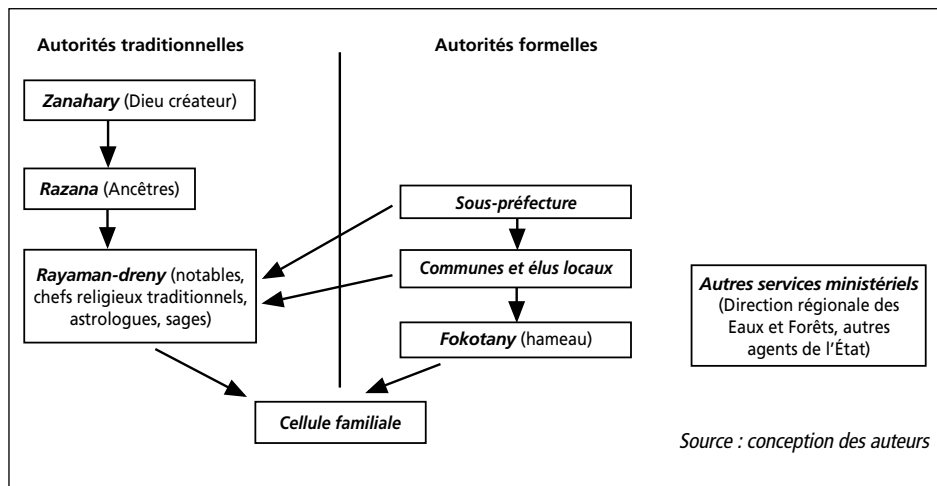 Autorités traditionnelles
Autorités formelles
Zanahary (Dieu créateur)
Razana (Ancêtres)
Rayaman-dreny (notables,
chefs religieux traditionnels,
astrologues, sages)
Sous-préfecture
Communes et élus locaux
Fokotany (hameau)
Autres services ministériels
(Direction régionale des
Eaux et Forêts, autres
agents de l'État)
Cellule familiale
Source : conception des auteurs